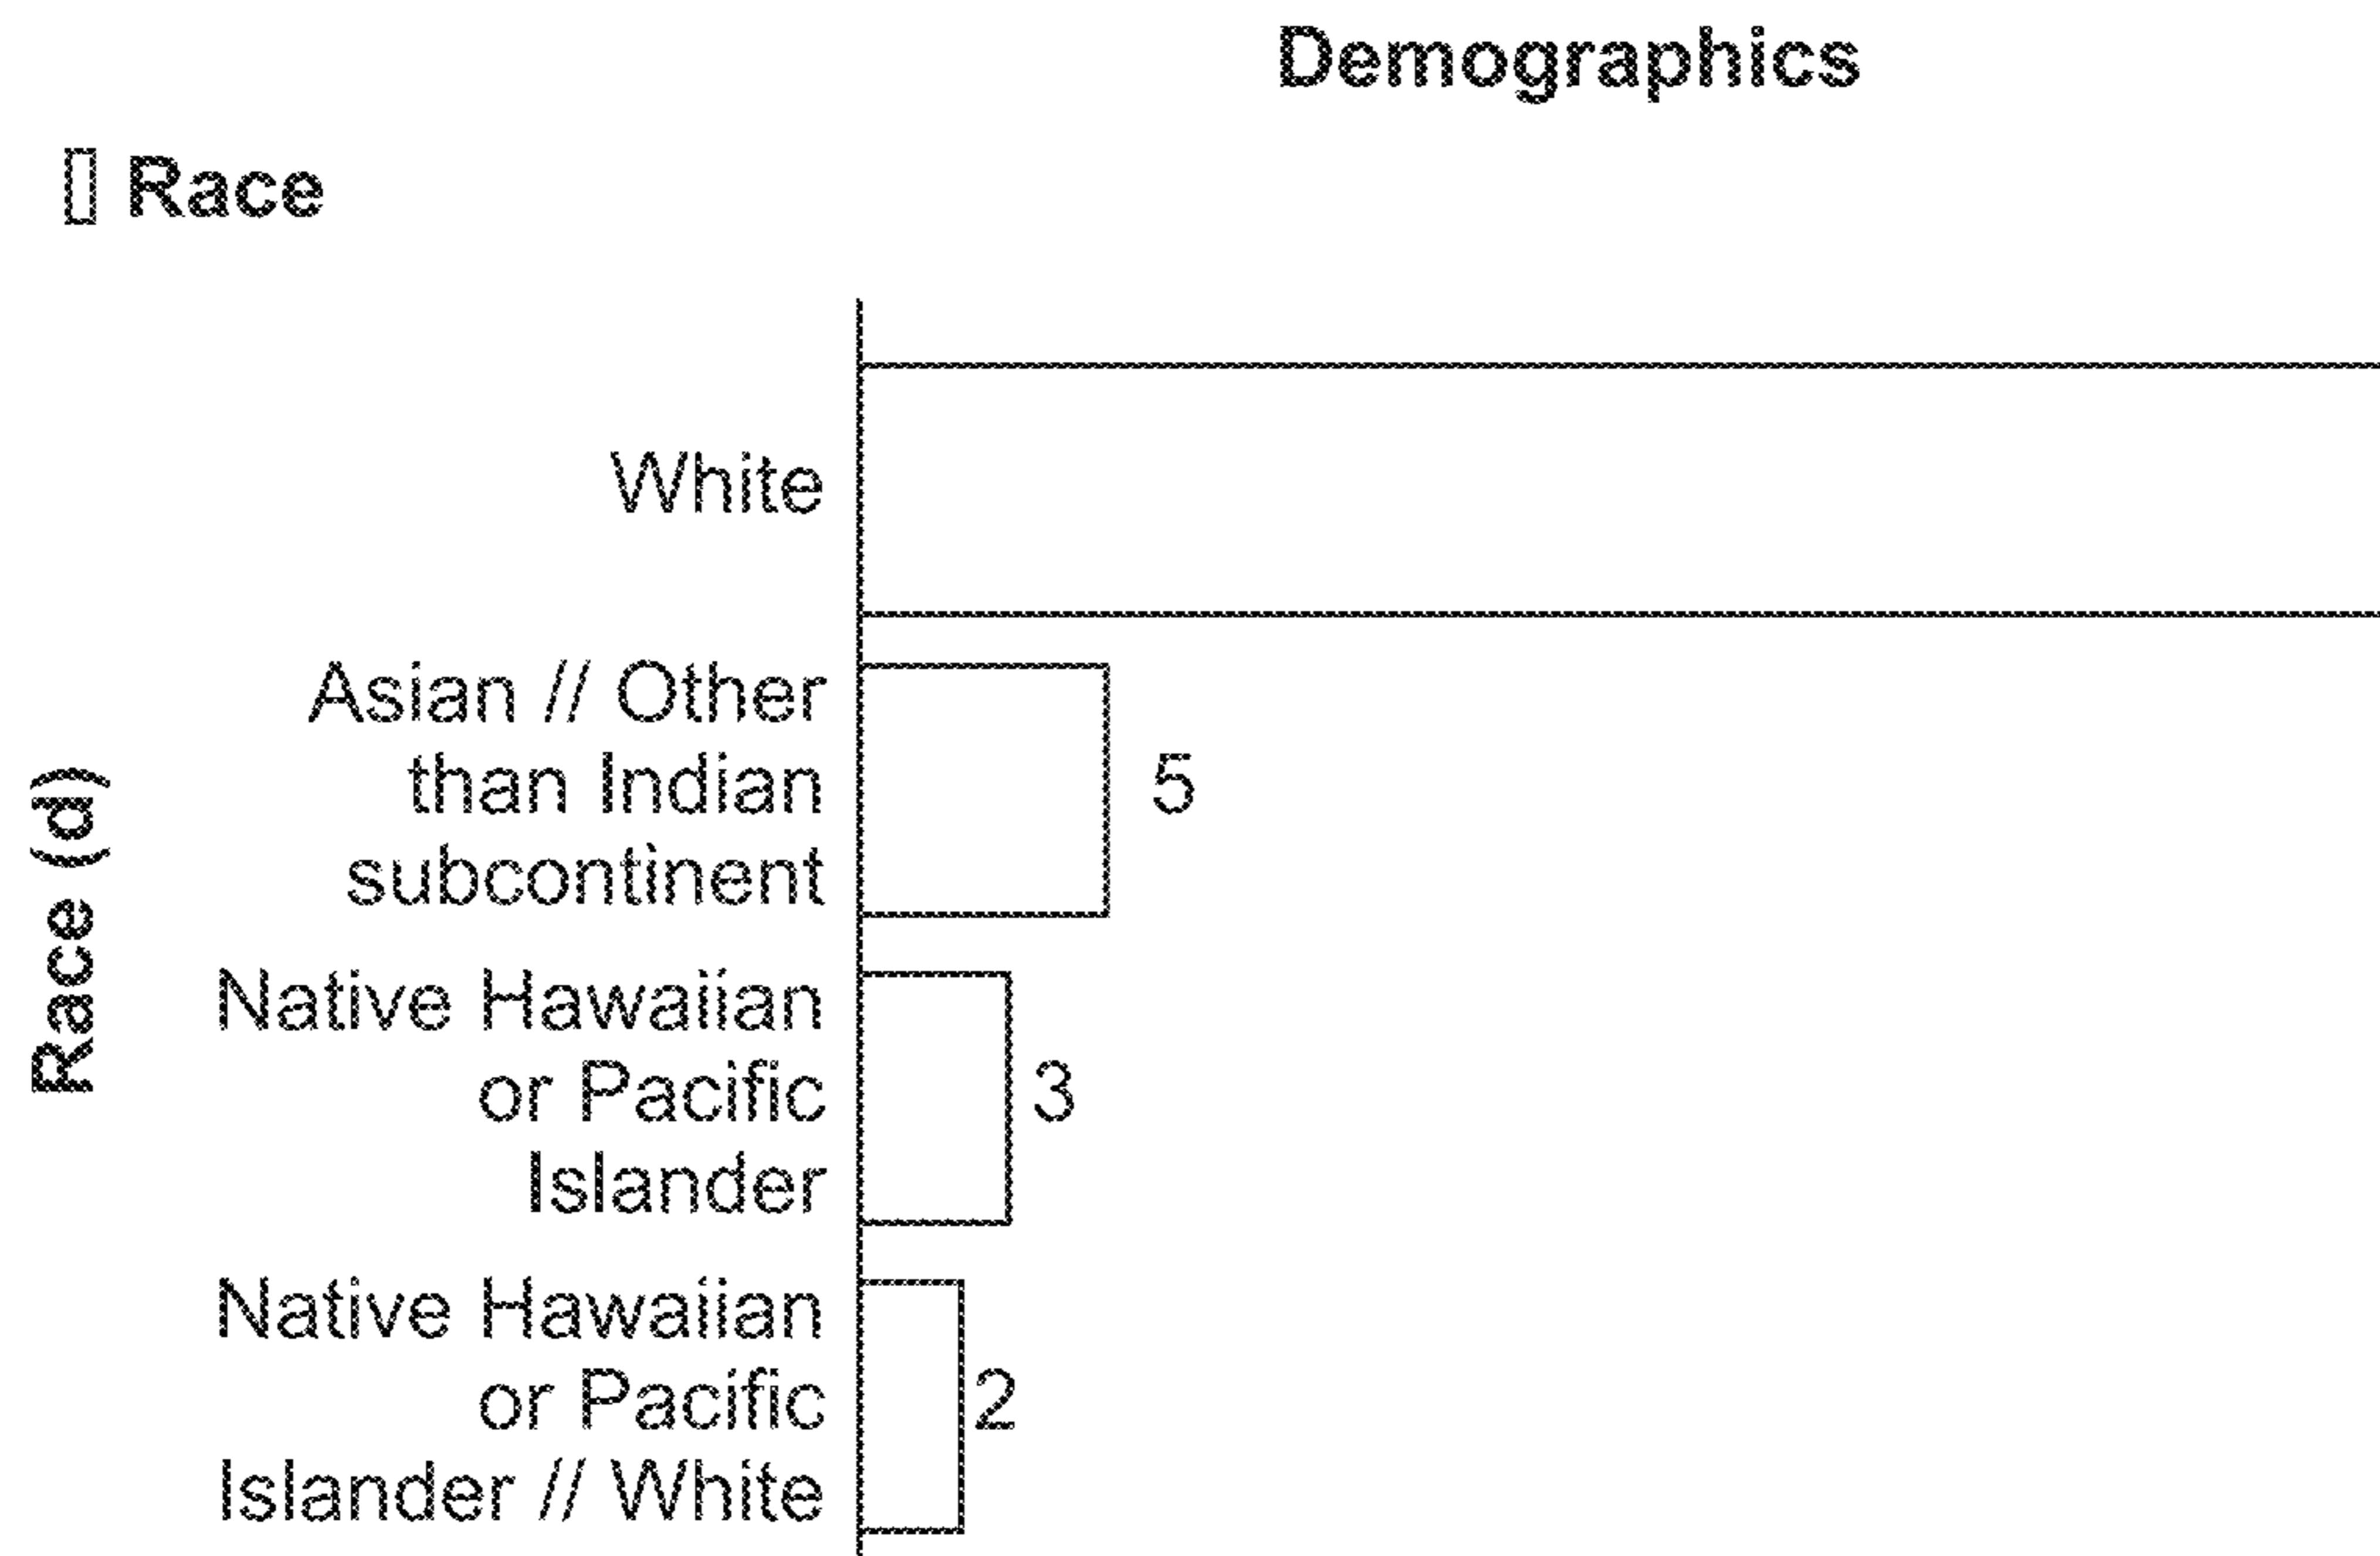 Demographics
Race
White
Asian // Other
than Indian
subcontinent
5
Native Hawaiian
or Pacific
Islander
3
Native Hawaiian
or Pacific
Islander // White
2
Race (d)